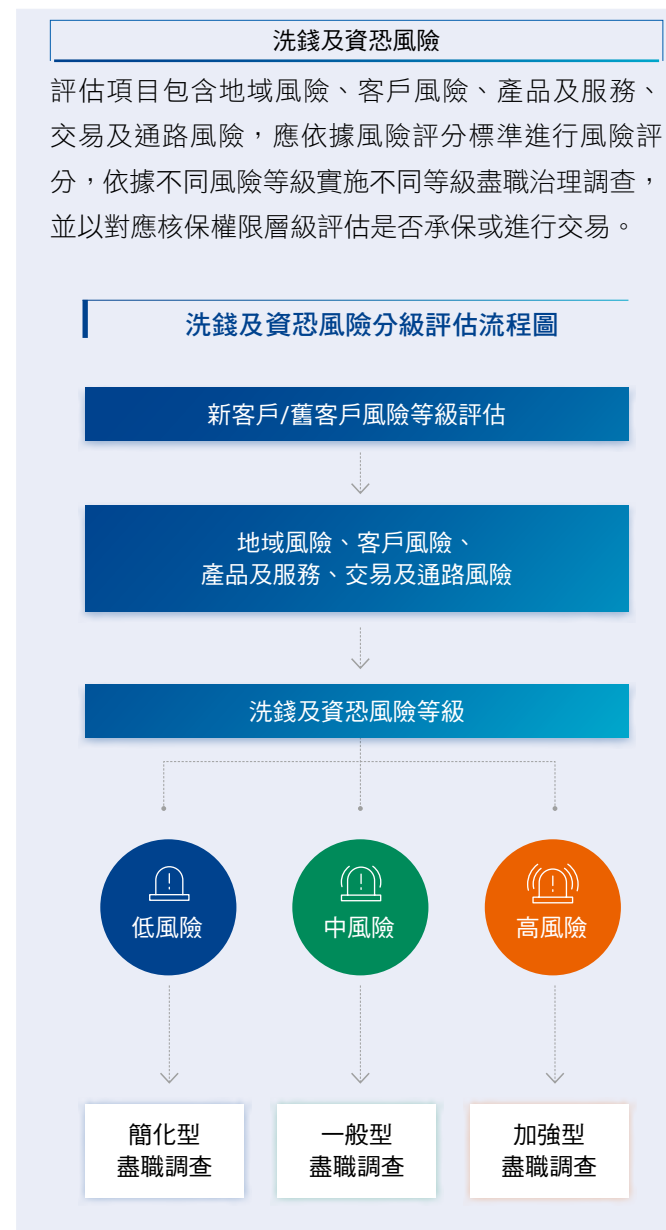 洗錢及資恐風險
評估項目包含地域風險、客戶風險、產品及服務、
交易及通路風險，應依據風險評分標準進行風險評
分，依據不同風險等級實施不同等級盡職治理調查，
並以對應核保權限層級評估是否承保或進行交易。
洗錢及資恐風險分級評估流程圖
新客戶/舊客戶風險等級評估
地域風險、客戶風險、
產品及服務、交易及通路風險
洗錢及資恐風險等級
低風險
中風險
高風險
簡化型
盡職調查
一般型
盡職調查
加強型
盡職調查